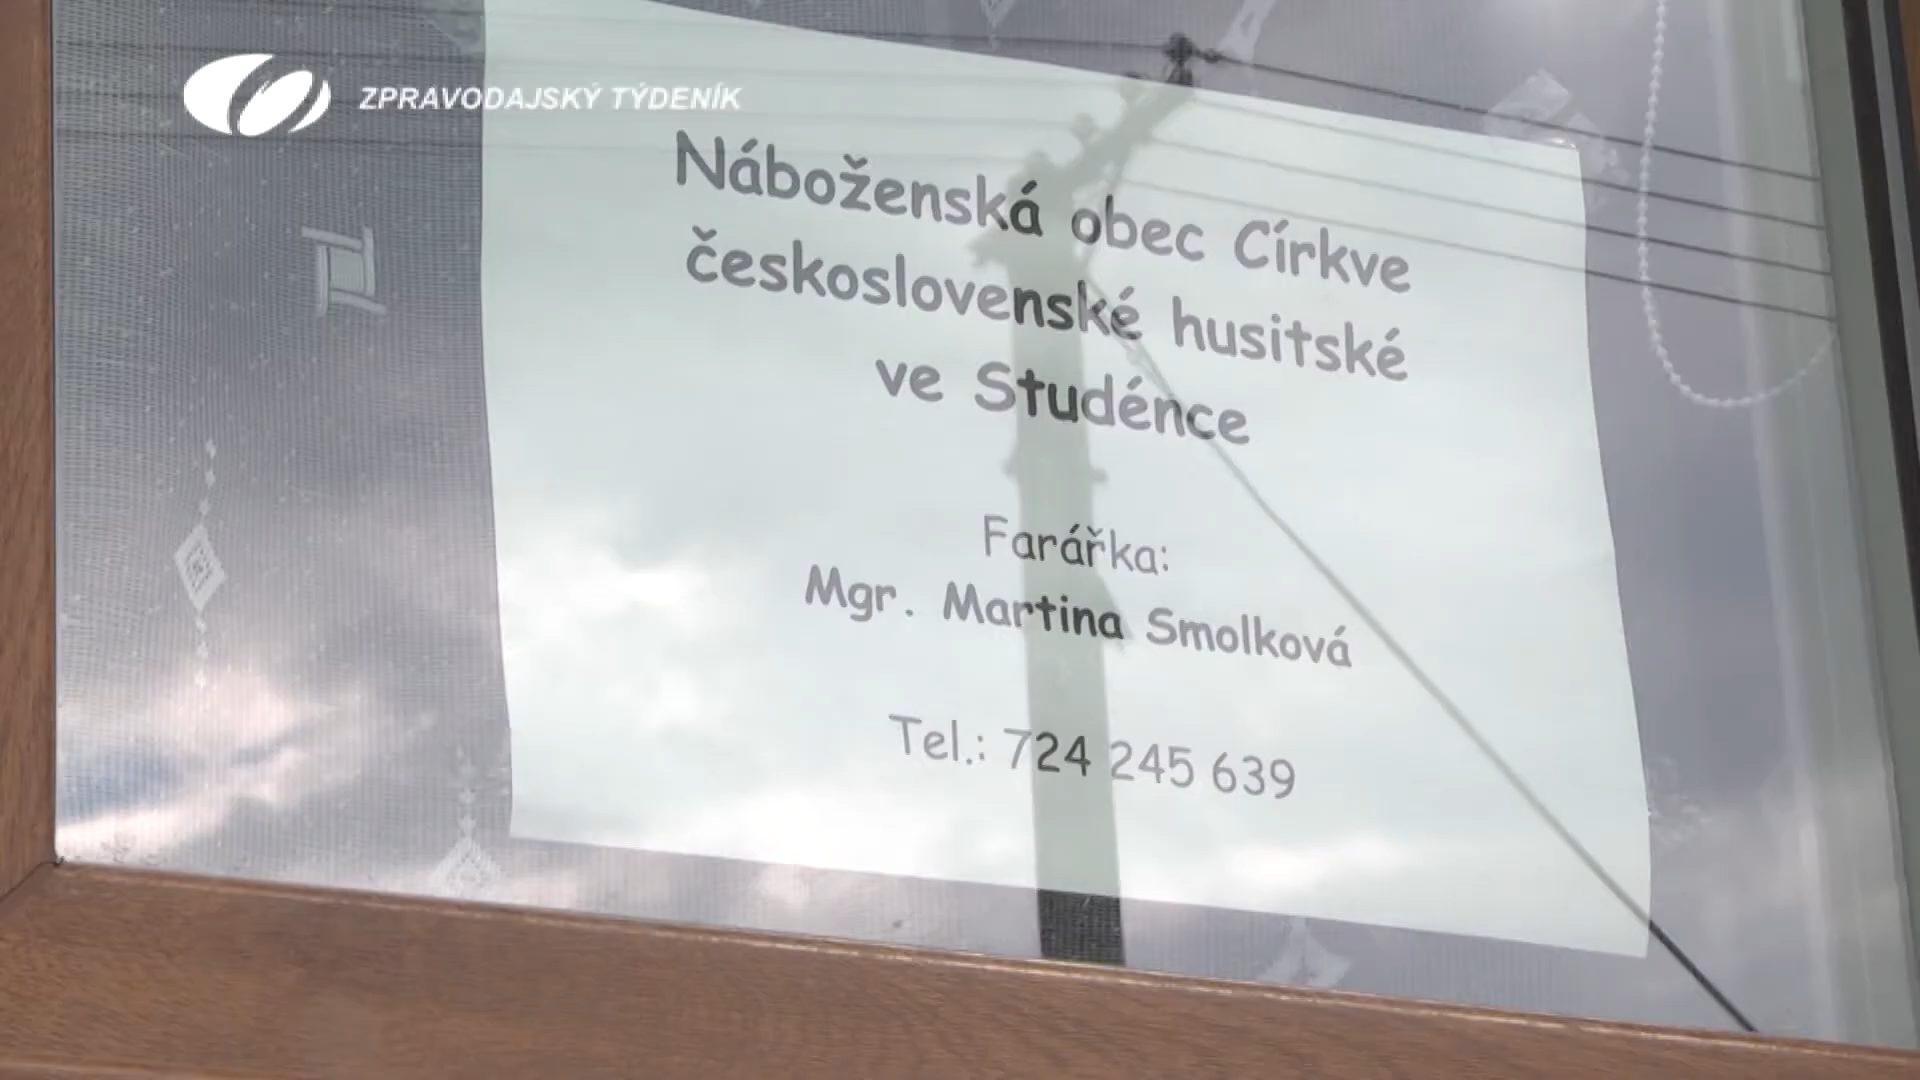 ZPRAVODAJSKÝ TÝDENÍK
Náboženská obec Církve
československé husitské
ve Studénce
Farářka:
Mgr. Martina Smolková
Tel.: 724 245 639